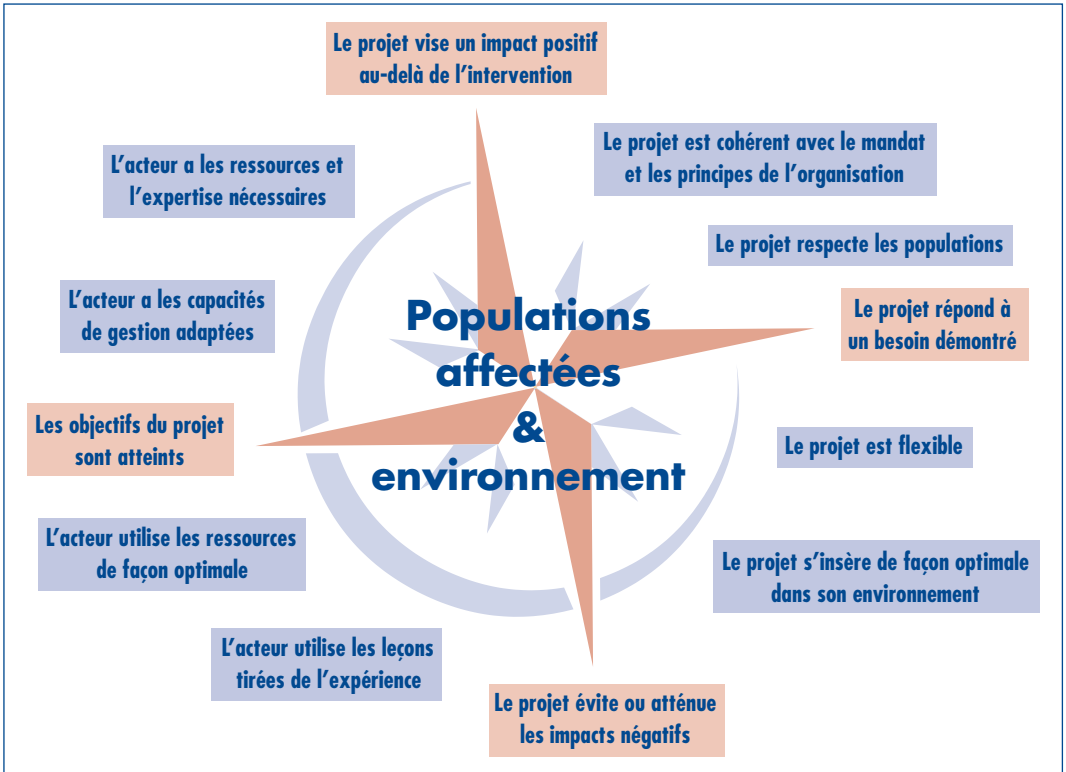 Le projet vise un impact positif
au-delà de l’intervention
Le projet est cohérent avec le mandat
et les principes de l’organisation
L’acteur a les ressources et
l’expertise nécessaires
Le projet respecte les populations
L’acteur a les capacités
de gestion adaptées
Le projet répond à
un besoin démontré
Populations
affectées
&
environnement
Les objectifs du projet
sont atteints
Le projet est flexible
L’acteur utilise les ressources
de façon optimale
Le projet s’insère de façon optimale
dans son environnement
L’acteur utilise les leçons
tirées de l’expérience
Le projet évite ou atténue
les impacts négatifs